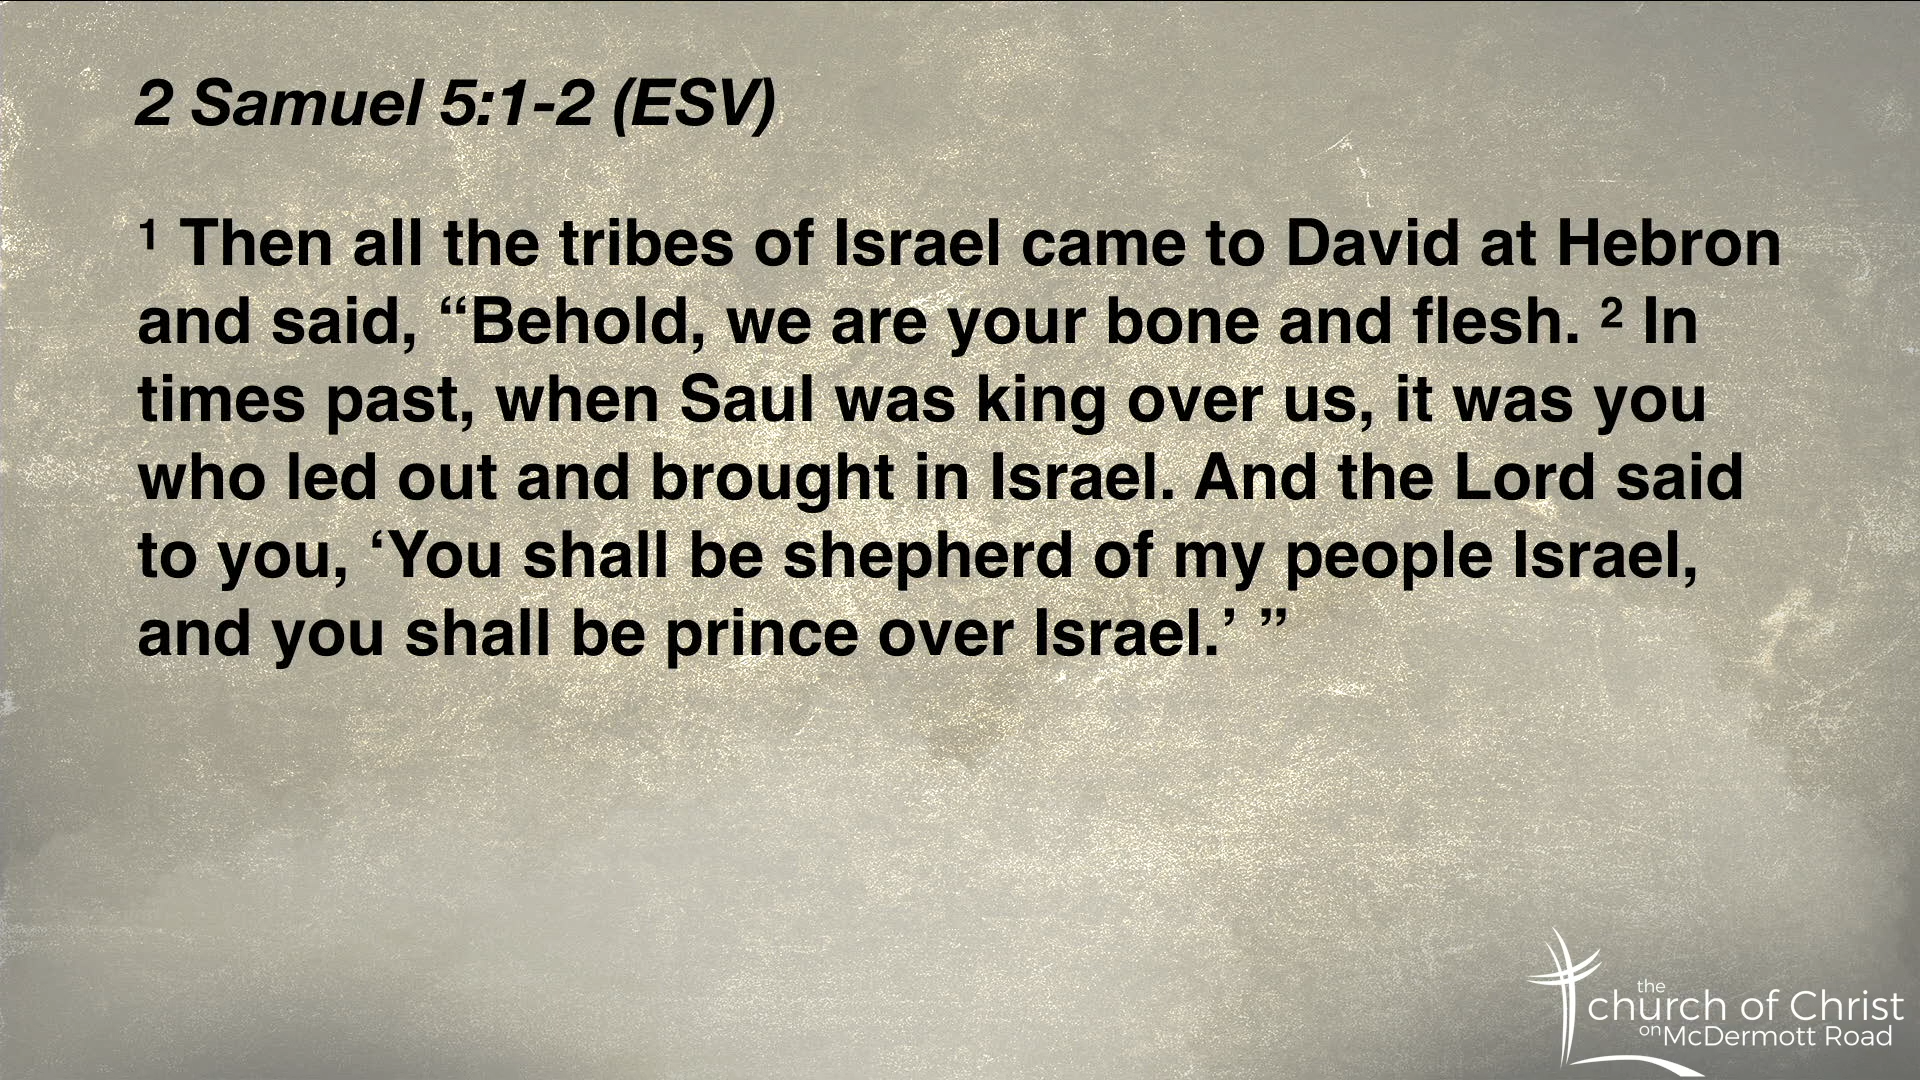 2 Samuel 5:1-2 (ESV)
¹ Then all the tribes of Israel came to David at Hebron
and said, “Behold, we are your bone and flesh. ² In
times past, when Saul was king over us, it was you
who led out and brought in Israel. And the Lord said
to you, ‘You shall be shepherd of my people Israel,
and you shall be prince over Israel.’ ”
the
church of Christ
on McDermott Road